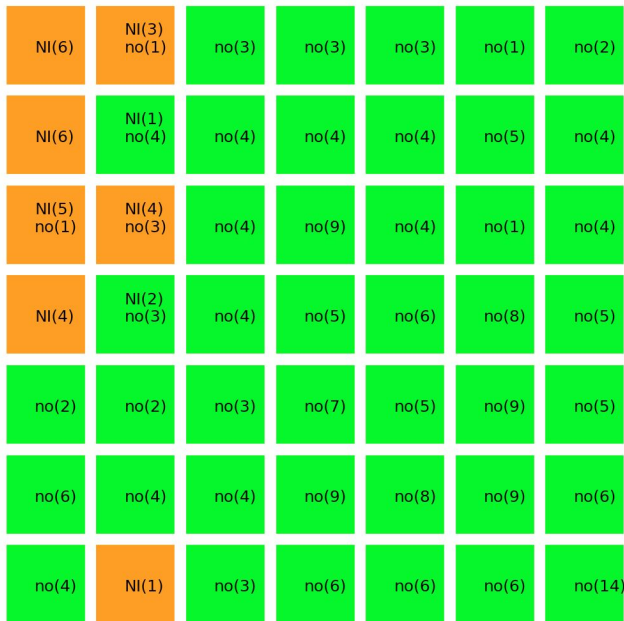 NI(6)
NI(3)
no(1)
no(3)
no(3)
no(3)
no(1)
no(2)
NI(6)
NI(1)
no(4)
no(4)
no(4)
no(4)
no(5)
no(4)
NI(5)
no(1)
NI(4)
no(3)
no(4)
no(9)
no(4)
no(1)
no(4)
NI(4)
NI(2)
no(3)
no(4)
no(5)
no(6)
no(8)
no(5)
no(2)
no(2)
no(3)
no(7)
no(5)
no(9)
no(5)
no(6)
no(4)
no(4)
no(9)
no(8)
no(9)
no(6)
no(4)
NI(1)
no(3)
no(6)
no(6)
no(6)
no(14)